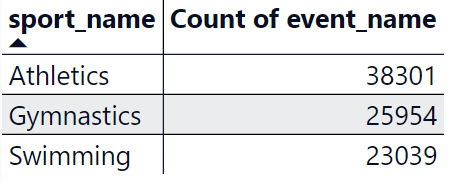 sport_name Count of event_name
Athletics 38301
Gymnastics 25954
Swimming 23039